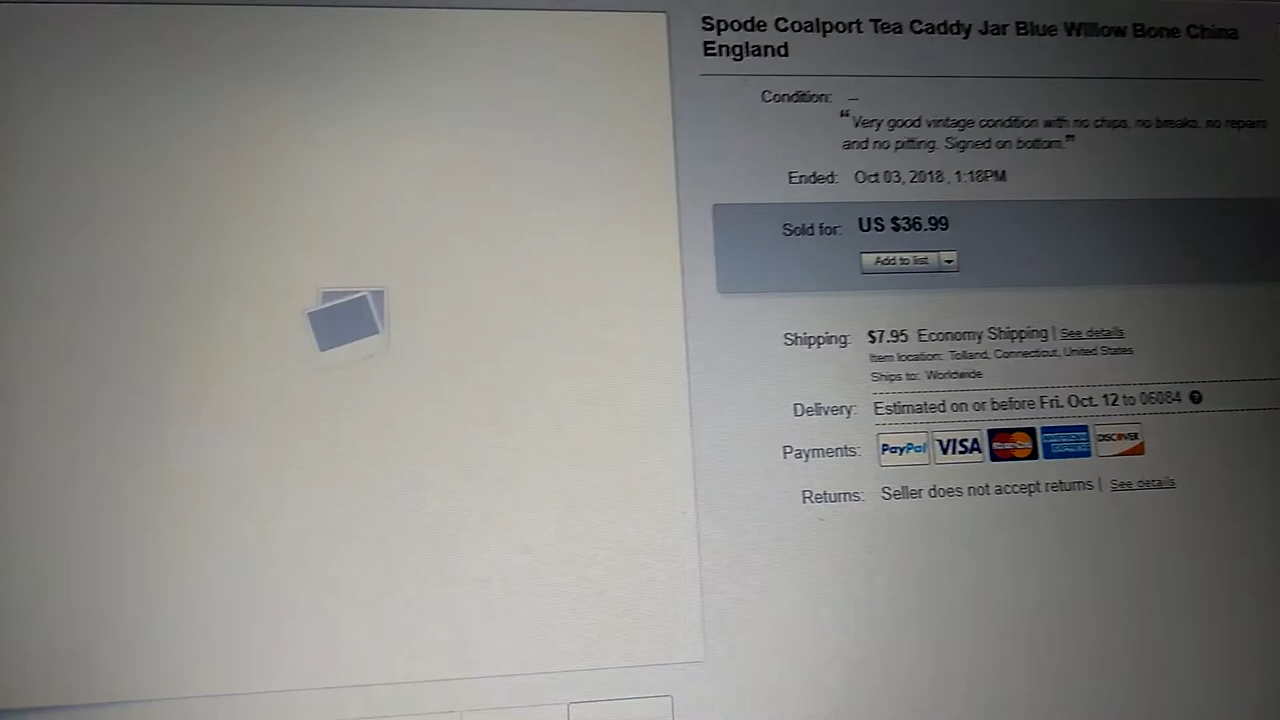 Spode Coalport Tea Caddy Jar Blue Willow Bone China
England
Condition: –
“Very good vintage condition with no chips, no breaks, no repairs
and no pitting. Signed on bottom.”
Ended: Oct 03, 2018, 1:18PM
Sold for: US $36.99
Add to list
Shipping: $7.95 Economy Shipping | See details
Item location: Tolland, Connecticut, United States
Ships to: Worldwide
Delivery: Estimated on or before Fri. Oct. 12 to 06084
Payments: PayPal VISA MasterCard AMERICAN EXPRESS DISCOVER
Returns: Seller does not accept returns | See details